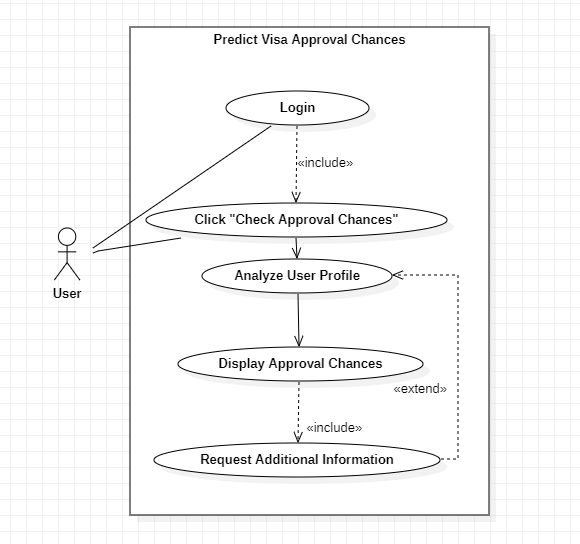 Predict Visa Approval Chances
Login
«include»
Click "Check Approval Chances"
Analyze User Profile
User
Display Approval Chances
«extend»
«include»
Request Additional Information